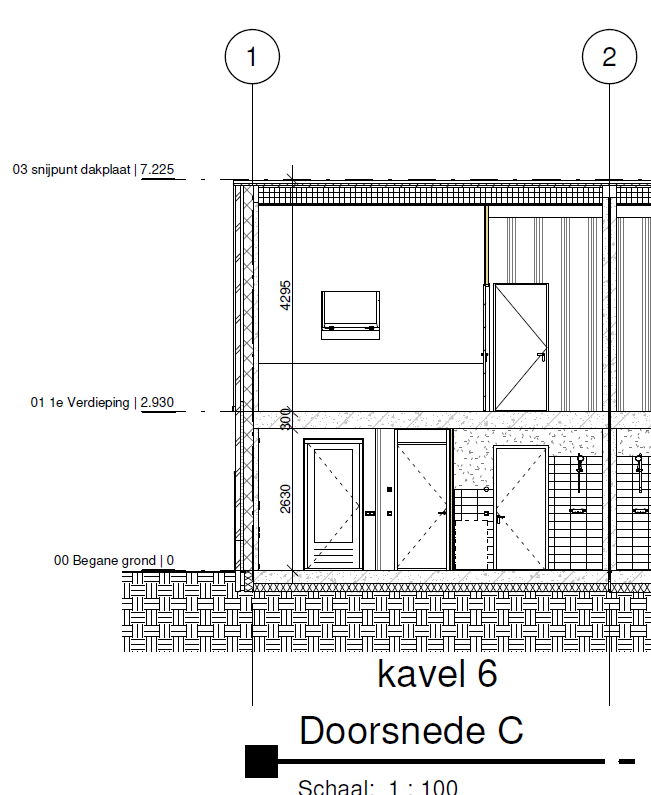 1
2
03 snijpunt dakplaat | 7.225
4295
01 1e Verdieping | 2.930
300
2630
00 Begane grond | 0
kavel 6
Doorsnede C
Schaal: 1 : 100